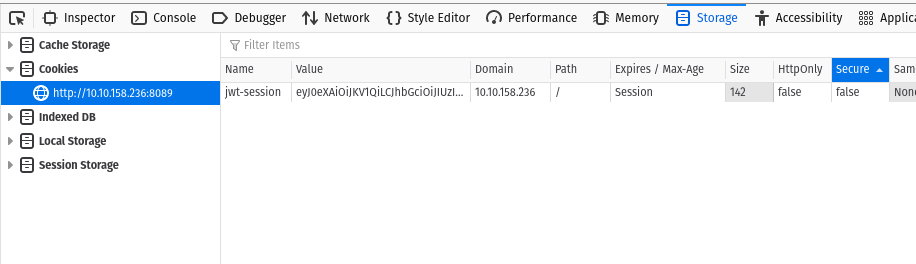 Inspector Console Debugger Network Style Editor Performance Memory Storage Accessibility Applica
Cache Storage
Filter Items
Cookies
Name Value Domain Path Expires / Max-Age Size HttpOnly Secure Sam
http://10.10.158.236:8089
jwt-session eyJ0eXAiOiJKV1QiLCJhbGciOiJIUzI... 10.10.158.236 / Session 142 false false None
Indexed DB
Local Storage
Session Storage